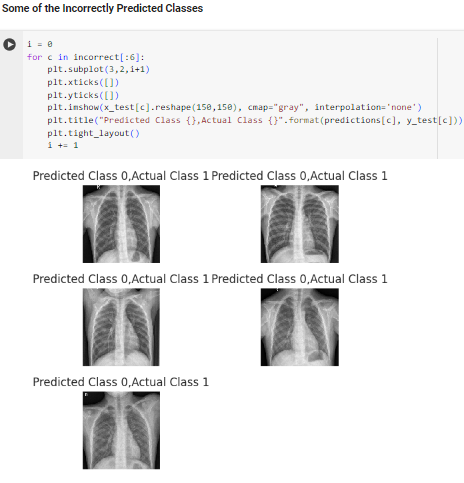 Some of the Incorrectly Predicted Classes
i = 0
for c in incorrect[:6]:
    plt.subplot(3,2,i+1)
    plt.xticks([])
    plt.yticks([])
    plt.imshow(x_test[c].reshape(150,150), cmap="gray", interpolation='none')
    plt.title("Predicted Class {},Actual Class {}".format(predictions[c], y_test[c]))
    plt.tight_layout()
    i += 1
Predicted Class 0,Actual Class 1 Predicted Class 0,Actual Class 1
Predicted Class 0,Actual Class 1 Predicted Class 0,Actual Class 1
Predicted Class 0,Actual Class 1